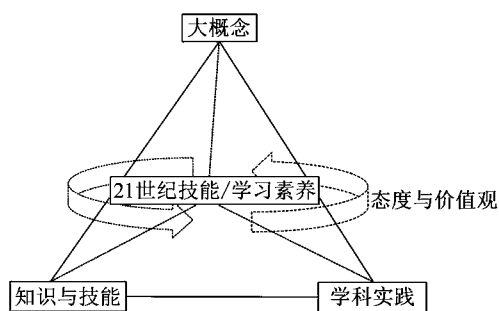 大概念
21世纪技能/学习素养
态度与价值观
知识与技能
学科实践